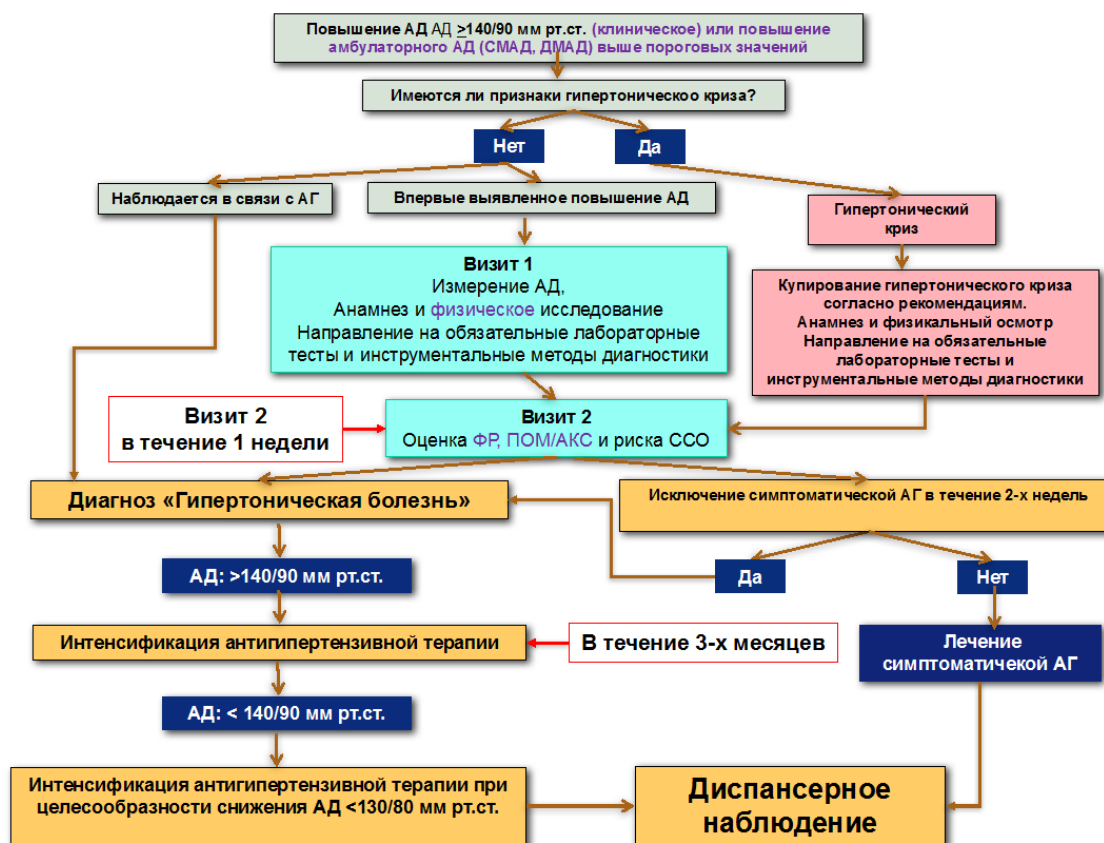 Повышение АД АД >140/90 мм рт.ст. (клиническое) или повышение
амбулаторного АД (СМАД, ДМАД) выше пороговых значений
Имеются ли признаки гипертоническоо криза?
Нет
Да
Наблюдается в связи с АГ
Впервые выявленное повышение АД
Гипертонический
криз
Визит 1
Измерение АД,
Анамнез и физическое исследование
Направление на обязательные лабораторные
тесты и инструментальные методы диагностики
Купирование гипертонического криза
согласно рекомендациям.
Анамнез и физикальный осмотр
Направление на обязательные
лабораторные тесты и
инструментальные методы диагностики
Визит 2
в течение 1 недели
Визит 2
Оценка ФР, ПОМ/АКС и риска ССО
Диагноз «Гипертоническая болезнь»
Исключение симптоматической АГ в течение 2-х недель
АД: >140/90 мм рт.ст.
Да
Нет
Интенсификация антигипертензивной терапии
В течение 3-х месяцев
Лечение
симптоматичекой АГ
АД: < 140/90 мм рт.ст.
Интенсификация антигипертензивной терапии при
целесообразности снижения АД <130/80 мм рт.ст.
Диспансерное
наблюдение